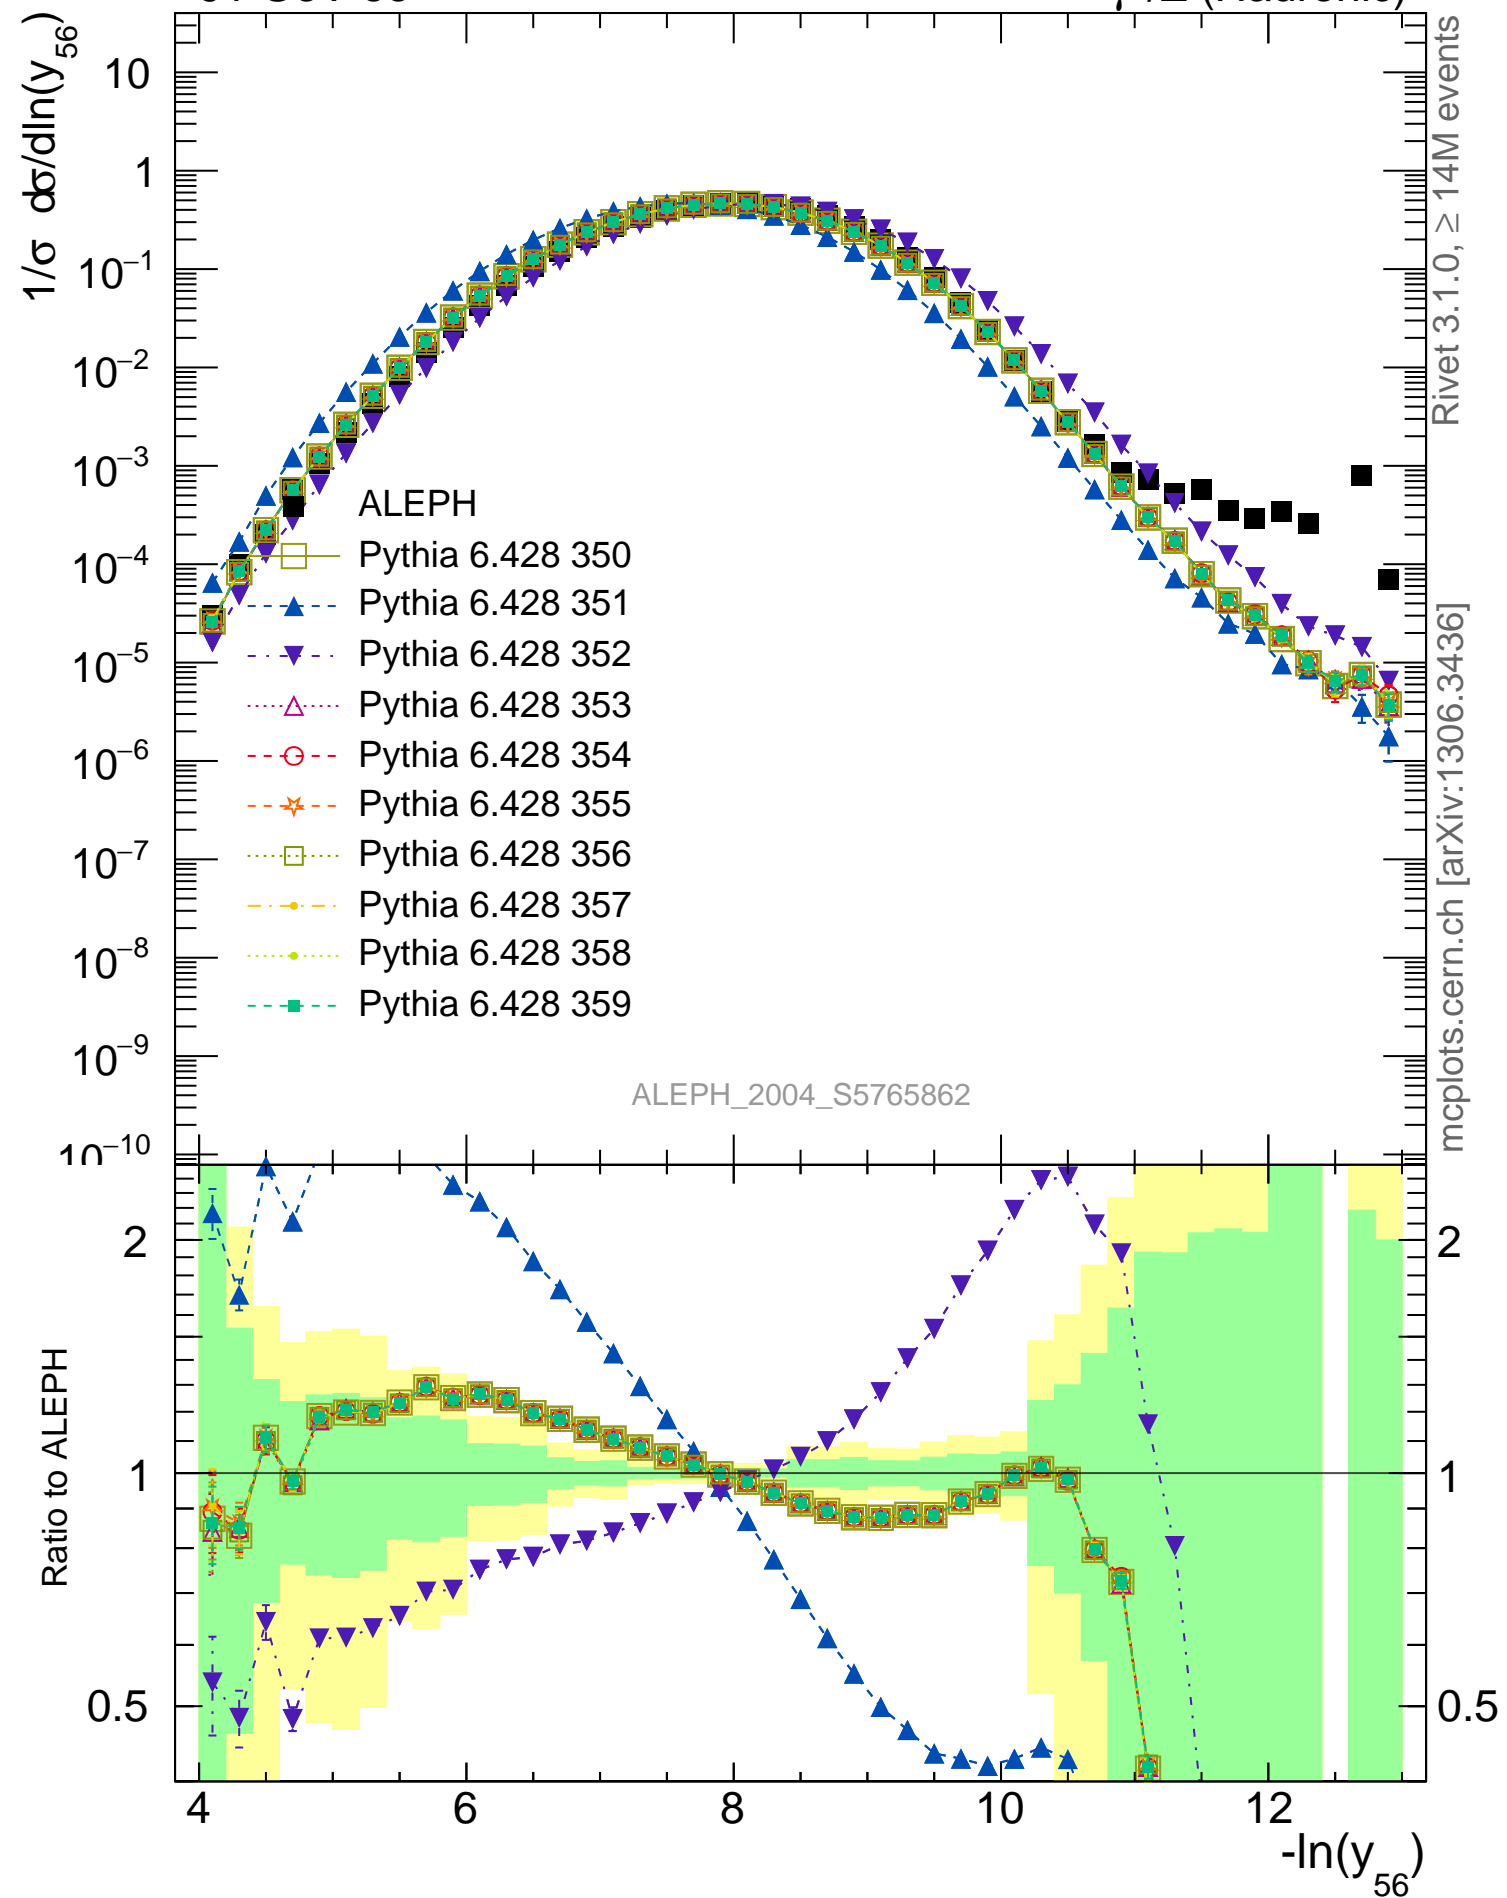 1/σ dσ/dln(y56)
10
1
10−1
10−2
10−3
10−4
10−5
10−6
10−7
10−8
10−9
10−10
ALEPH
Pythia 6.428 350
Pythia 6.428 351
Pythia 6.428 352
Pythia 6.428 353
Pythia 6.428 354
Pythia 6.428 355
Pythia 6.428 356
Pythia 6.428 357
Pythia 6.428 358
Pythia 6.428 359
ALEPH_2004_S5765862
Rivet 3.1.0, ≥ 14M events
mcplots.cern.ch [arXiv:1306.3436]
Ratio to ALEPH
2
1
0.5
2
1
0.5
4 6 8 10 12
-ln(y56)